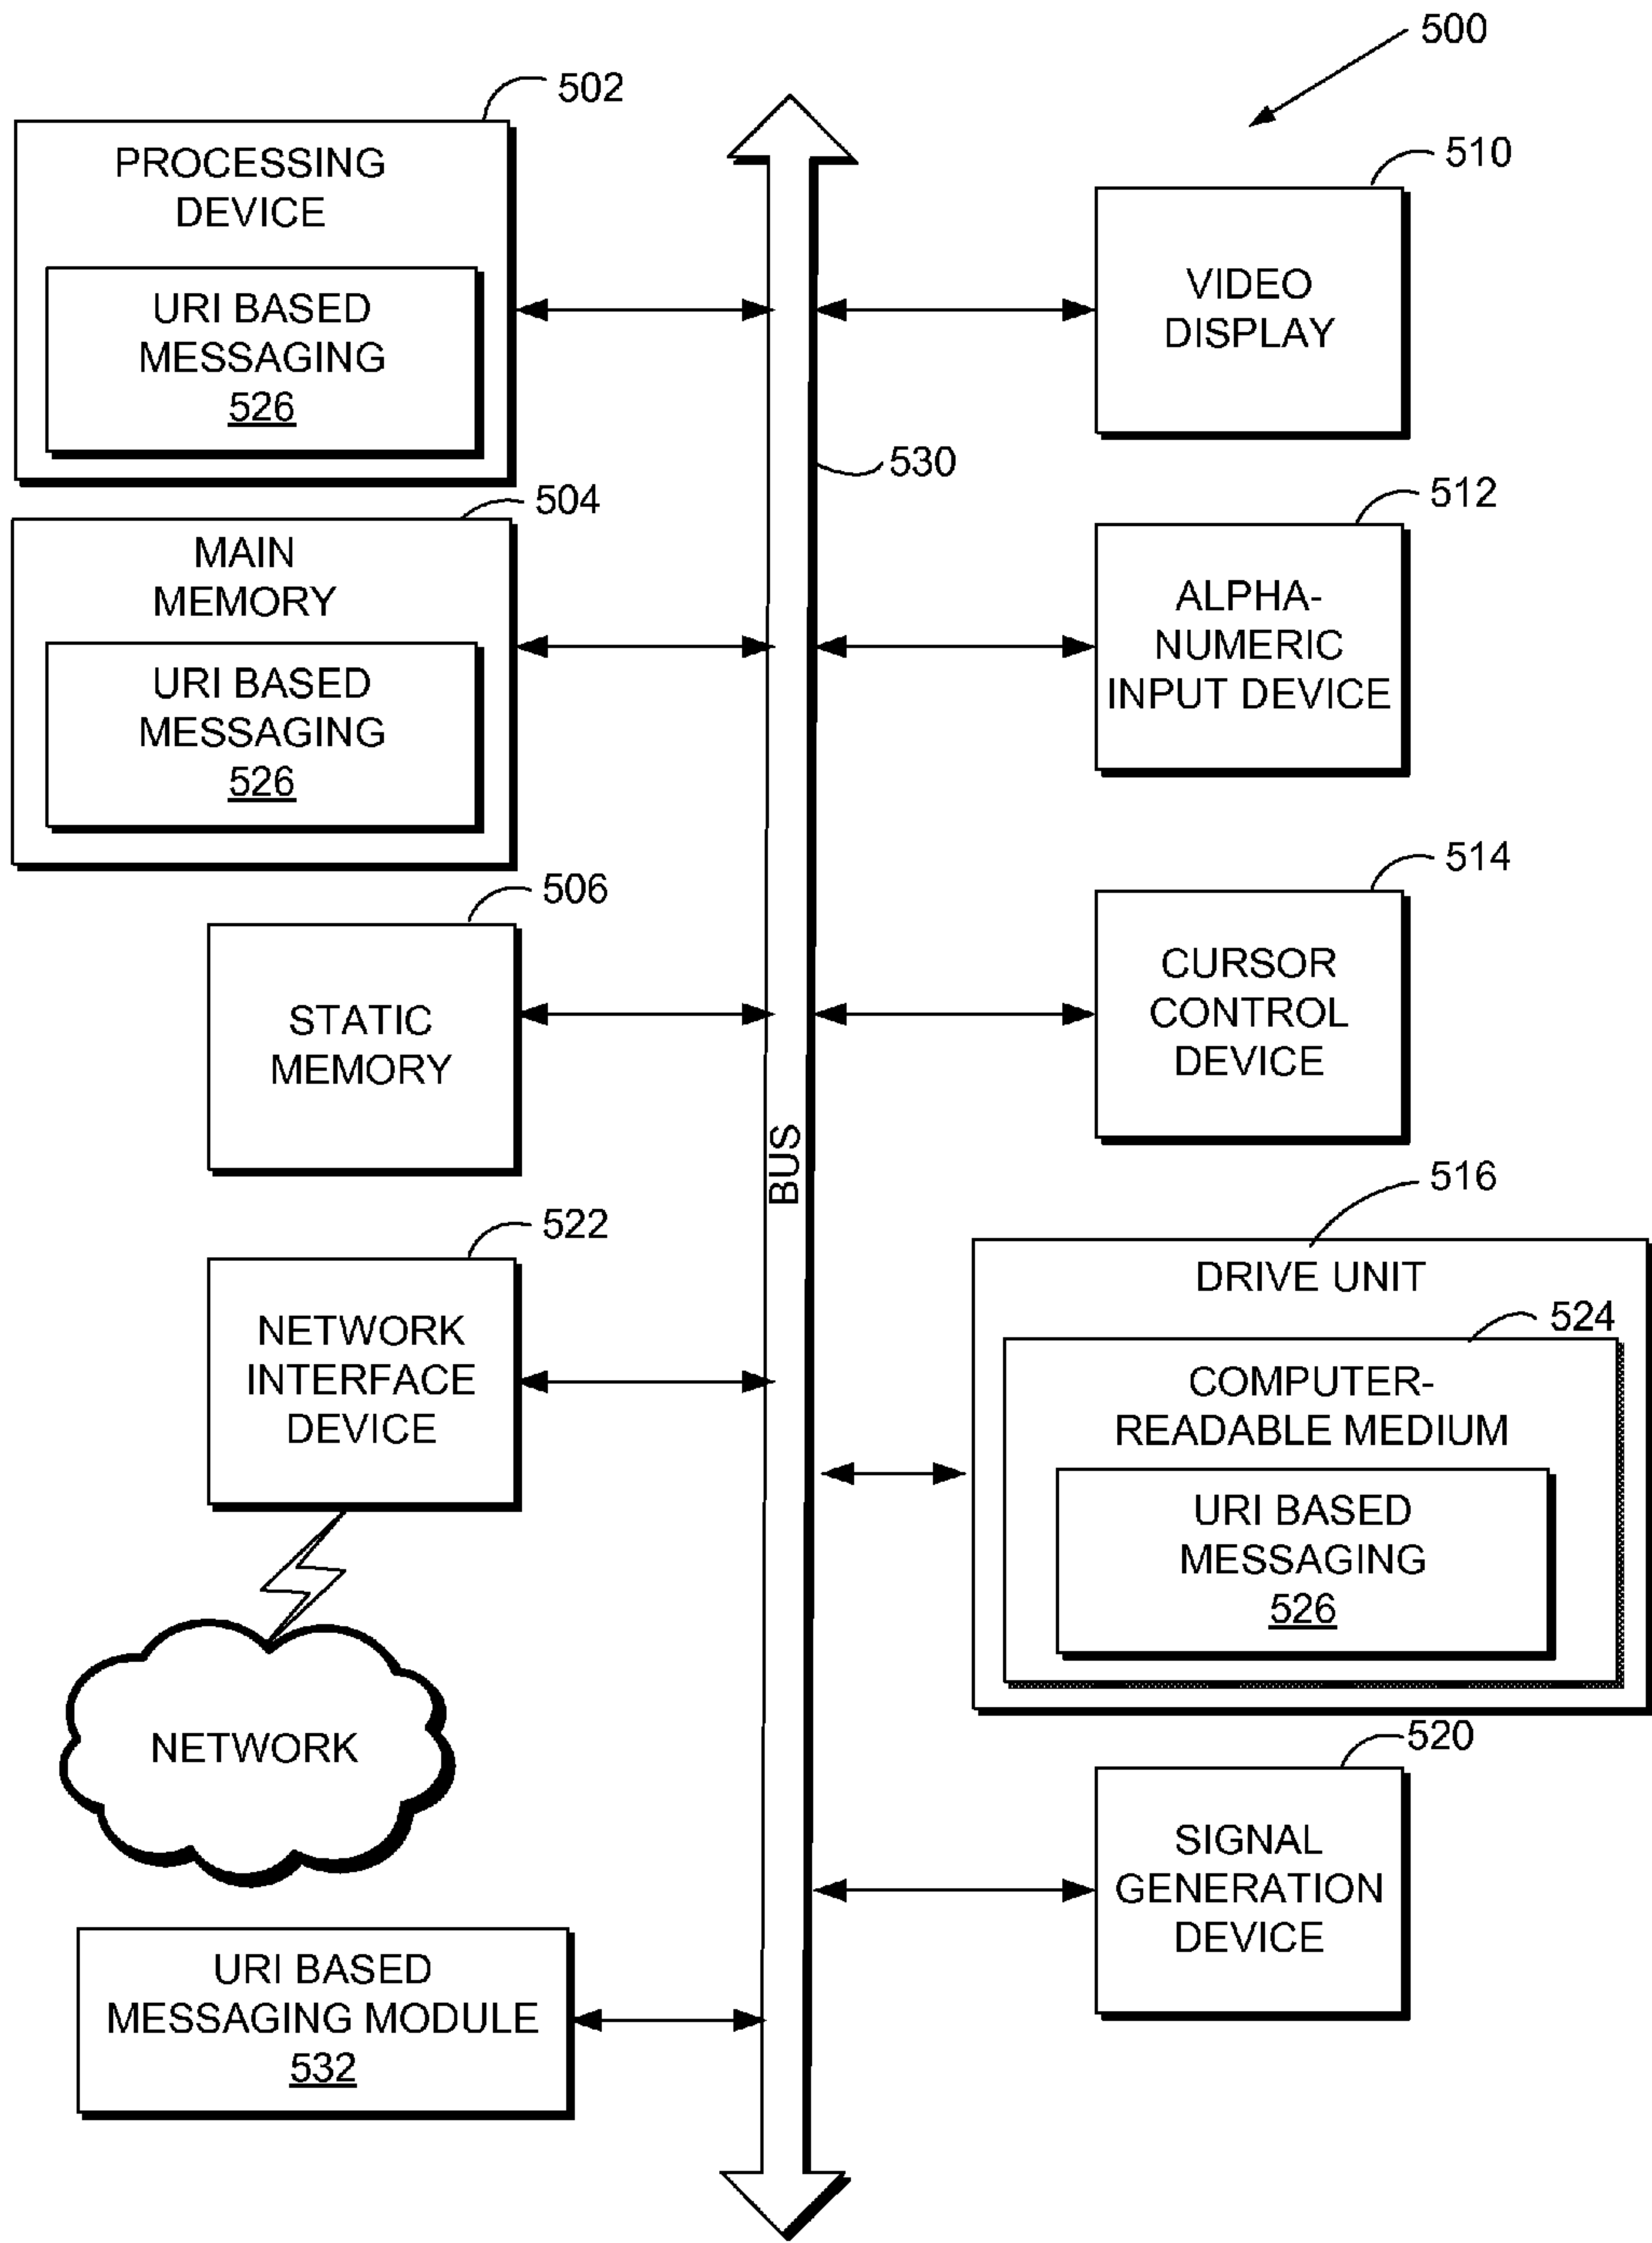 500
502
PROCESSING
DEVICE
URI BASED
MESSAGING
526
510
VIDEO
DISPLAY
530
504
MAIN
MEMORY
URI BASED
MESSAGING
526
512
ALPHA-
NUMERIC
INPUT DEVICE
506
STATIC
MEMORY
514
CURSOR
CONTROL
DEVICE
BUS
522
NETWORK
INTERFACE
DEVICE
516
DRIVE UNIT
524
COMPUTER-
READABLE MEDIUM
URI BASED
MESSAGING
526
NETWORK
520
SIGNAL
GENERATION
DEVICE
URI BASED
MESSAGING MODULE
532